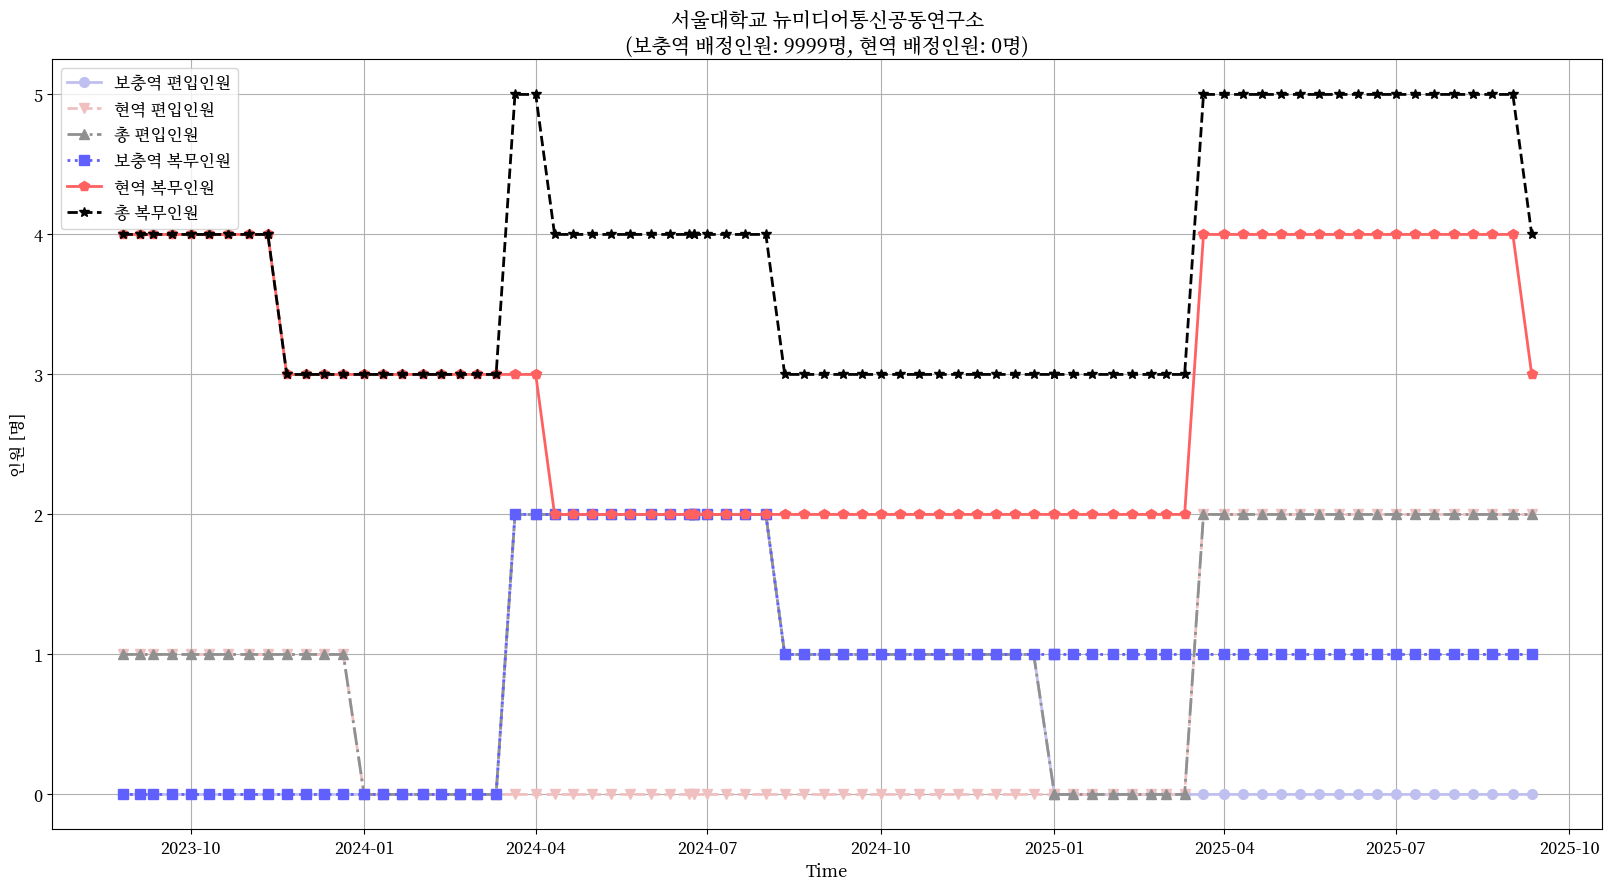 서울대학교 뉴미디어통신공동연구소
(보충역 배정인원: 9999명, 현역 배정인원: 0명)
보충역 편입인원
현역 편입인원
총 편입인원
보충역 복무인원
현역 복무인원
총 복무인원
인원 [명]
5
4
3
2
1
0
2023-10 2024-01 2024-04 2024-07 2024-10 2025-01 2025-04 2025-07 2025-10
Time